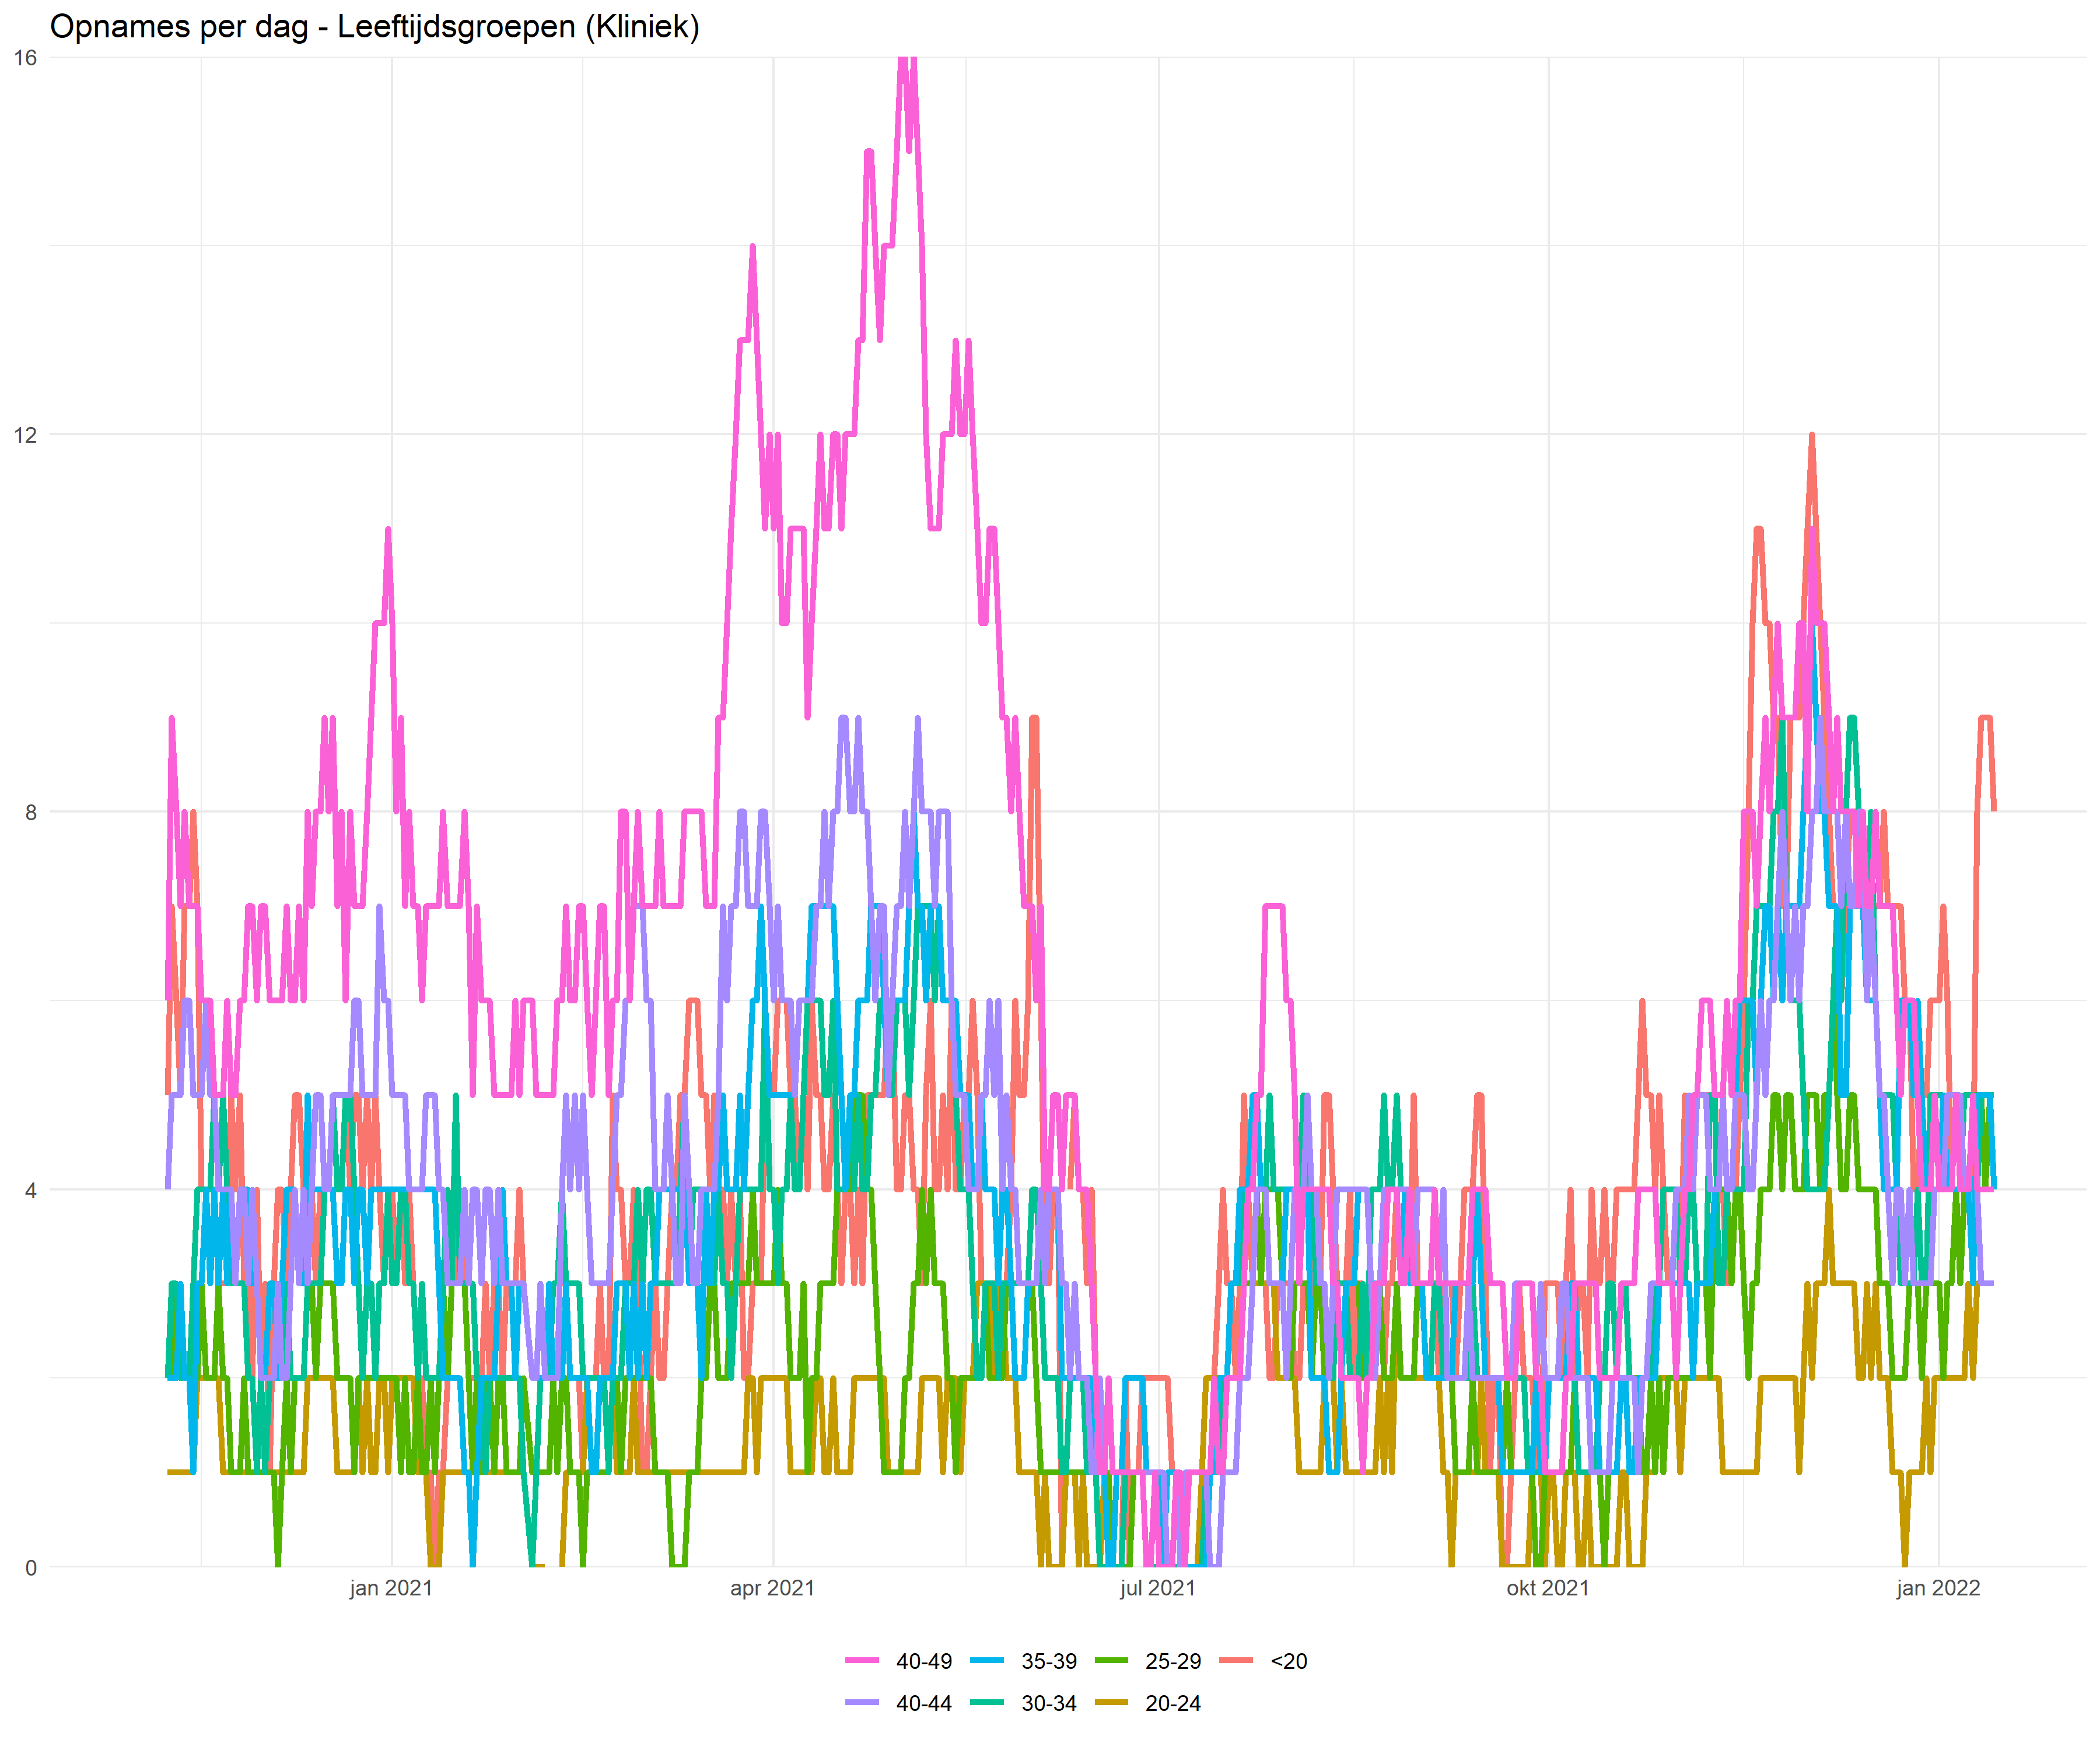 Opnames per dag - Leeftijdsgroepen (Kliniek)
16
12
8
4
0
jan 2021 apr 2021 jul 2021 okt 2021 jan 2022
40-49 35-39 25-29 <20
40-44 30-34 20-24